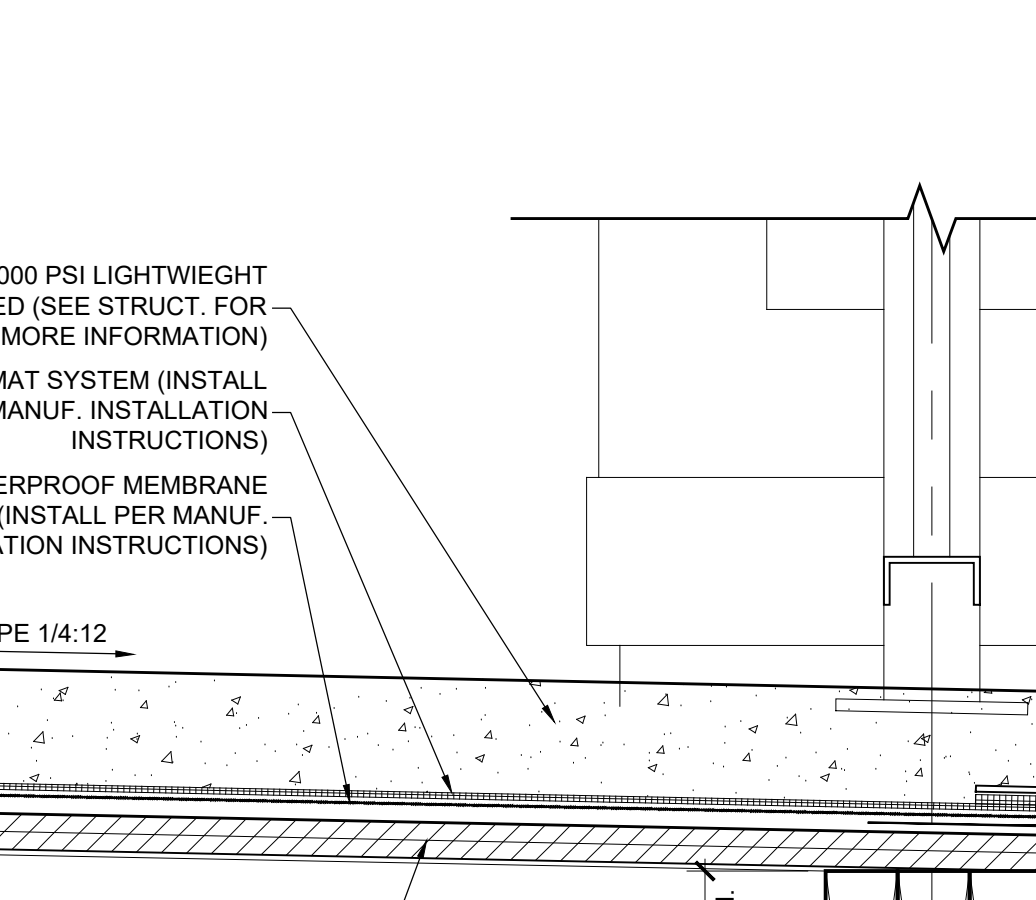 000 PSI LIGHTWIEGHT
ED (SEE STRUCT. FOR
MORE INFORMATION)
MAT SYSTEM (INSTALL
MANUF. INSTALLATION
INSTRUCTIONS)
ERPROOF MEMBRANE
(INSTALL PER MANUF.
ATION INSTRUCTIONS)
PE 1/4:12